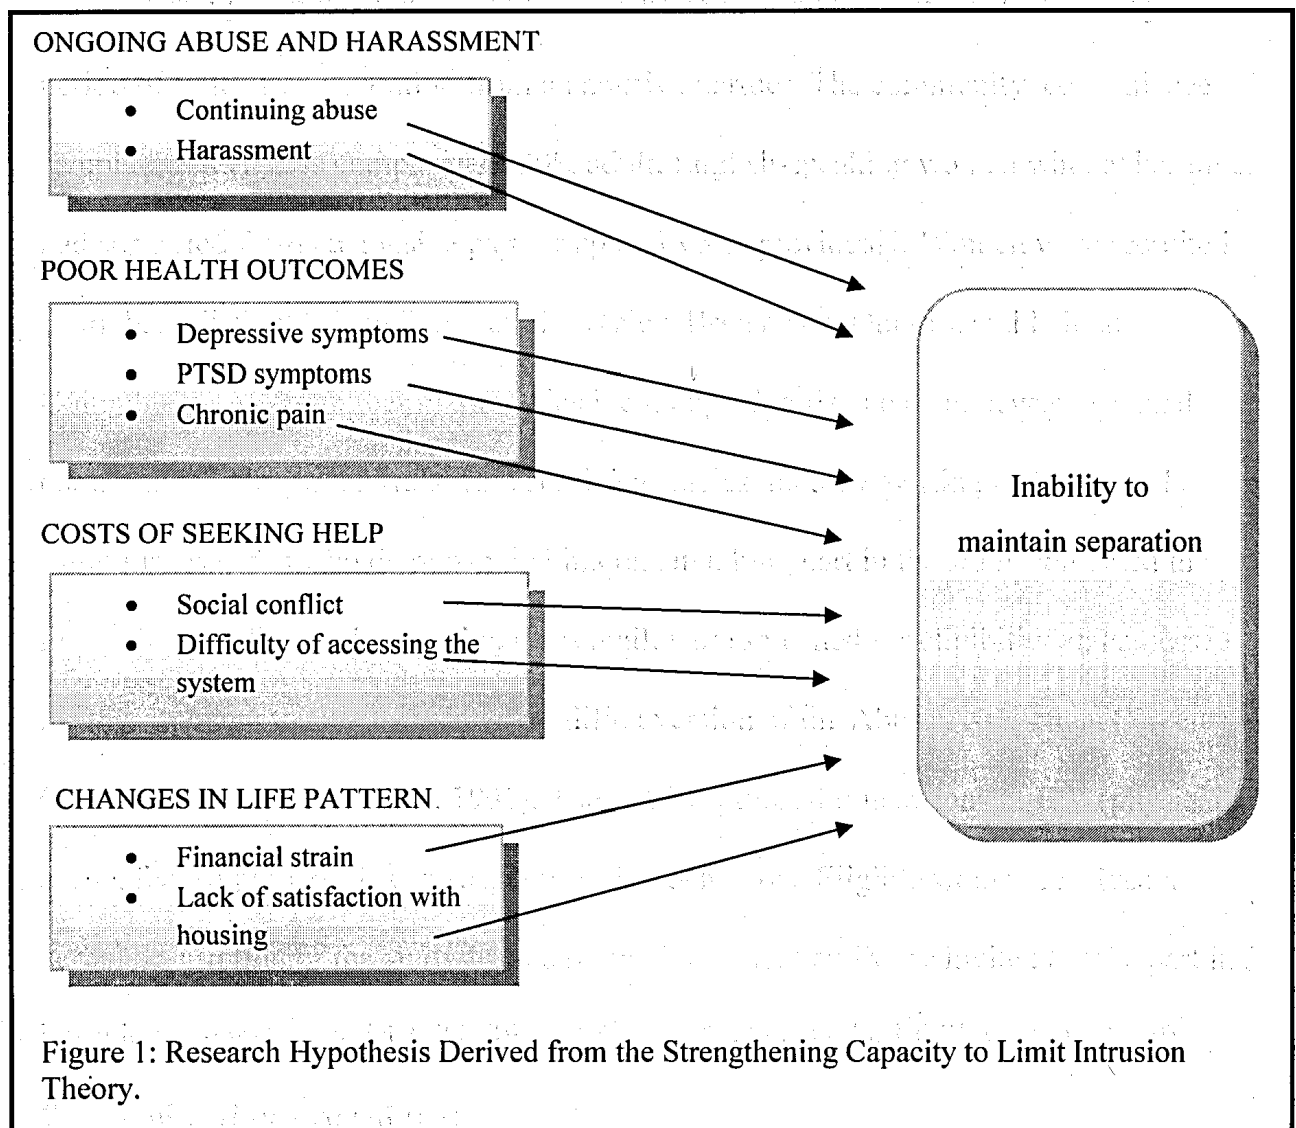 ONGOING ABUSE AND HARASSMENT
• Continuing abuse
• Harassment
POOR HEALTH OUTCOMES
• Depressive symptoms
• PTSD symptoms
• Chronic pain
COSTS OF SEEKING HELP
• Social conflict
• Difficulty of accessing the
system
CHANGES IN LIFE PATTERN
• Financial strain
• Lack of satisfaction with
housing
Inability to
maintain separation
Figure 1: Research Hypothesis Derived from the Strengthening Capacity to Limit Intrusion
Theory.